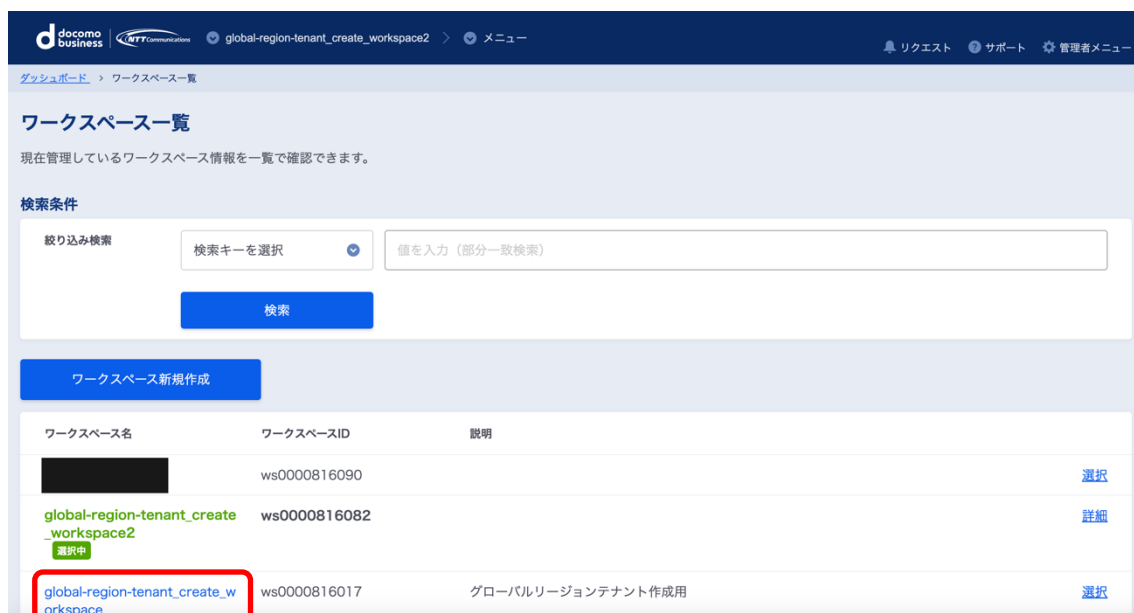 docomo business NTT Communications global-region-tenant_create_workspace2 > メニュー リクエスト ? サポート 管理者メニュー
ダッシュボード > ワークスペース一覧
ワークスペース一覧
現在管理しているワークスペース情報を一覧で確認できます。
検索条件
絞り込み検索 検索キーを選択 値を入力（部分一致検索）
検索
ワークスペース新規作成
ワークスペース名 ワークスペースID 説明
ws0000816090 選択
global-region-tenant_create ws0000816082 詳細
_workspace2
選択中
global-region-tenant_create_w ws0000816017 グローバルリージョンテナント作成用 選択
orkspace